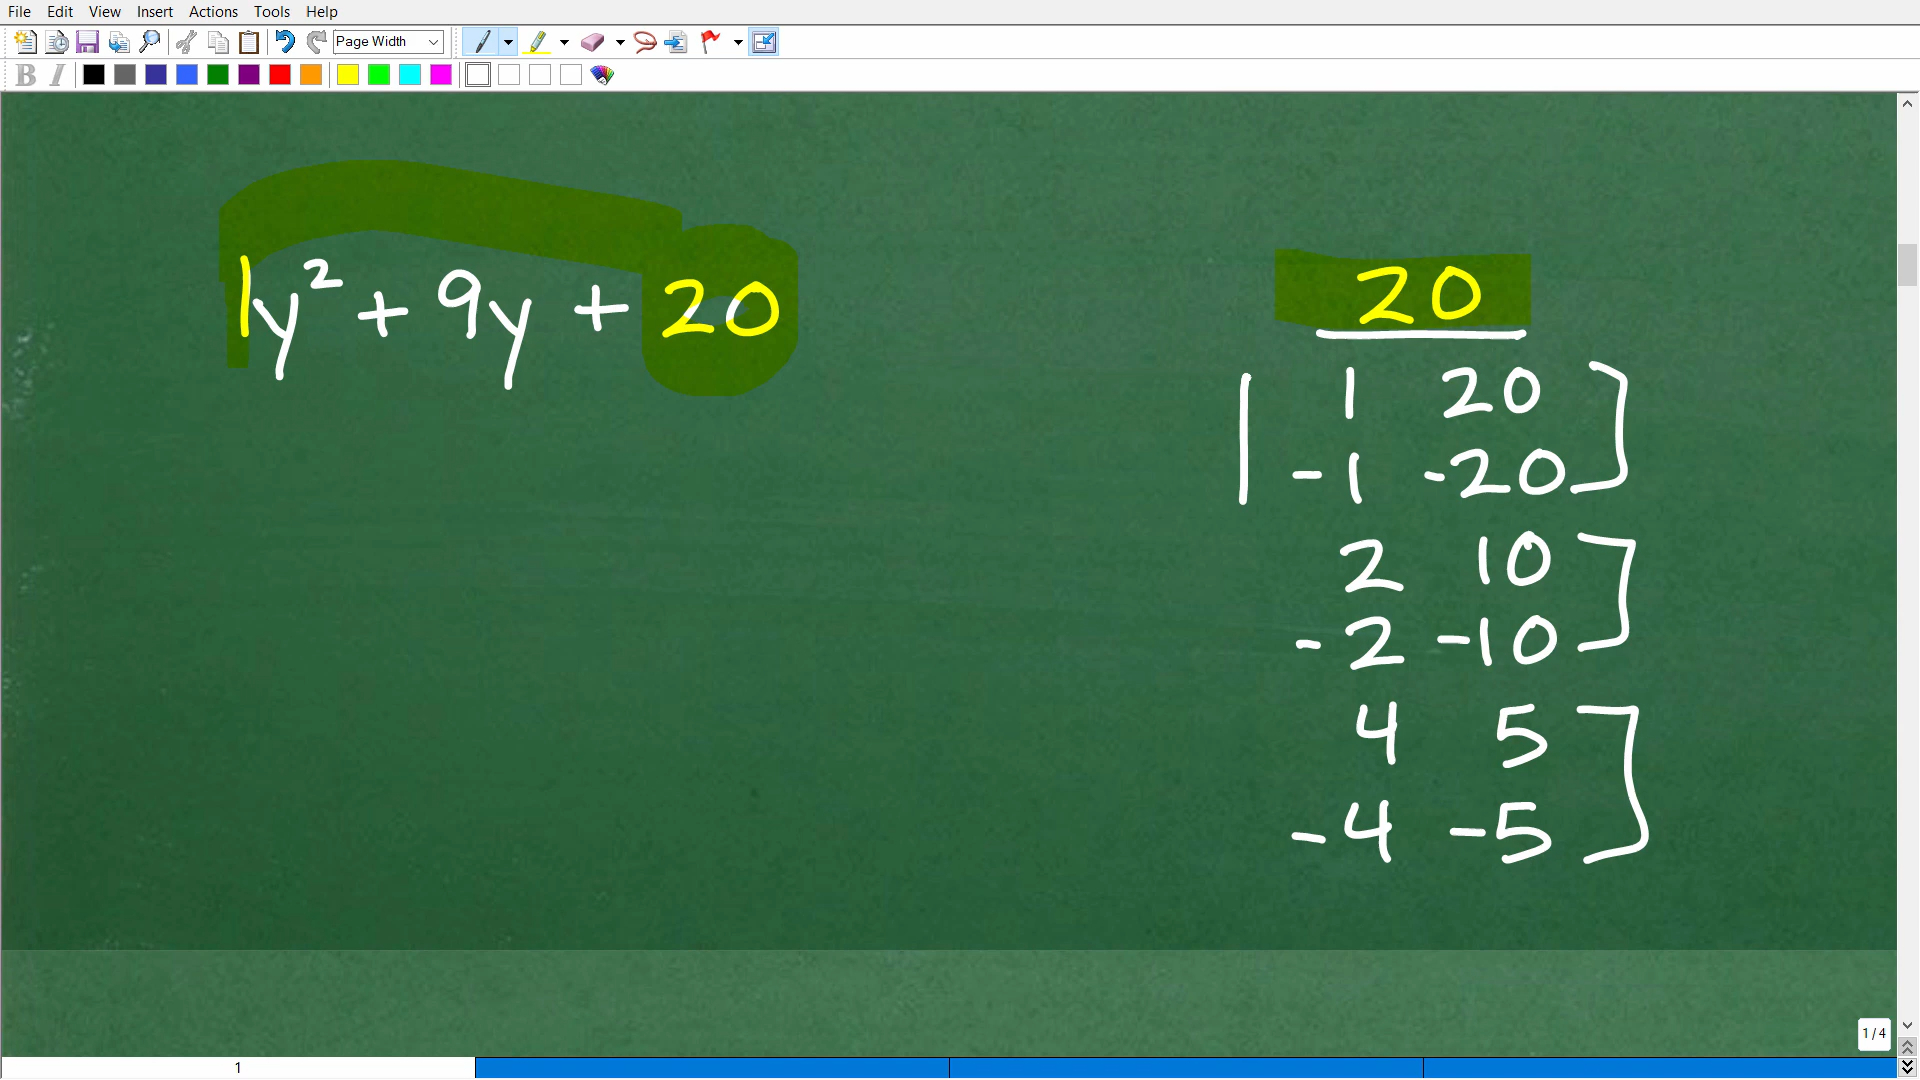 File Edit View Insert Actions Tools Help
Page Width
B I
1y² + 9y + 20
20
1 20
-1 -20
2 10
-2 -10
4 5
-4 -5
1 / 4
1